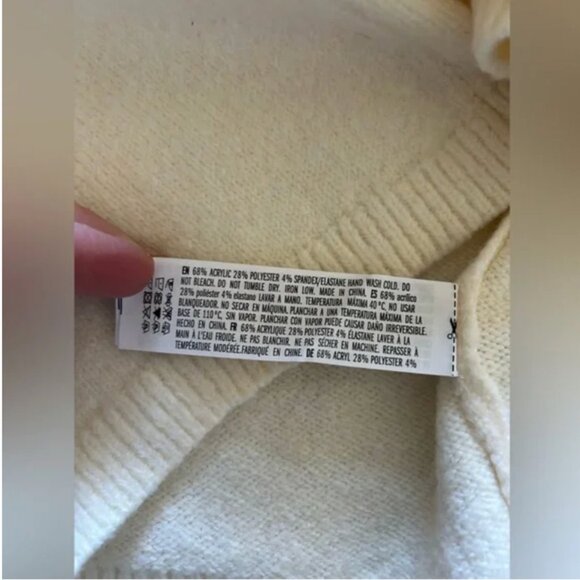 EN 68% ACRYLIC 28% POLYESTER 4% SPANDEX/ELASTANE HAND WASH COLD. DO
NOT BLEACH. DO NOT TUMBLE DRY. IRON LOW. MADE IN CHINA. ES 68% acrílico
28% poliéster 4% elastano LAVAR A MANO. TEMPERATURA MÁXIMA 40 °C, NO USAR
BLANQUEADOR. NO SECAR EN MÁQUINA. PLANCHAR A UNA TEMPERATURA MÁXIMA DE LA
BASE DE 110 °C, SIN VAPOR. PLANCHAR CON VAPOR PUEDE CAUSAR DAÑO IRREVERSIBLE.
HECHO EN CHINA. FR 68% ACRYLIQUE 28% POLYESTER 4% ÉLASTANE LAVER À LA
MAIN À L'EAU FROIDE. NE PAS BLANCHIR. NE PAS SÉCHER EN MACHINE. REPASSER À
TEMPÉRATURE MODÉRÉE.FABRIQUÉ EN CHINE. DE 68% ACRYL 28% POLYESTER 4%